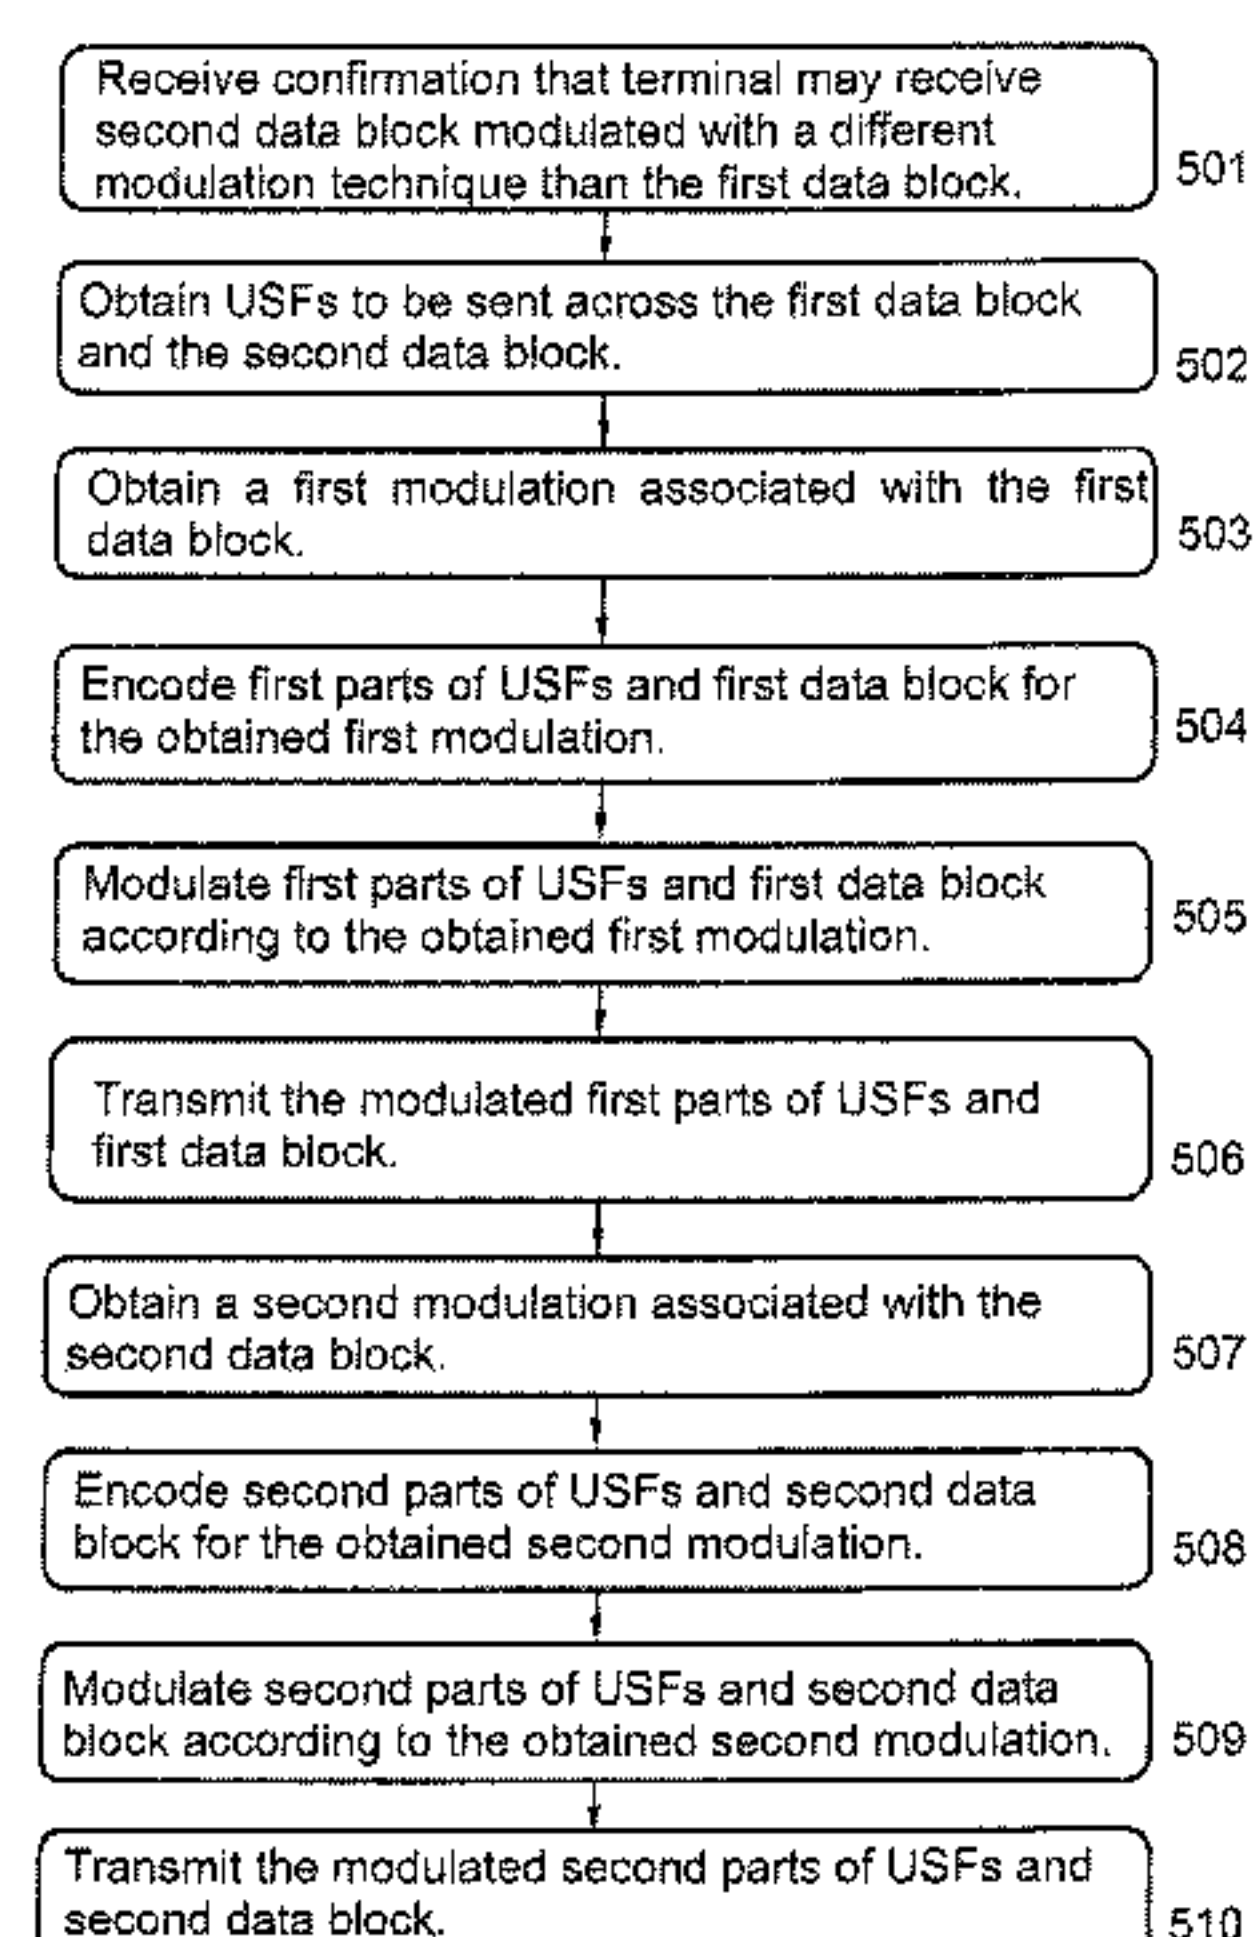 Receive confirmation that terminal may receive
second data block modulated with a different
modulation technique than the first data block.
501
Obtain USFs to be sent across the first data block
and the second data block.
502
Obtain a first modulation associated with the first
data block.
503
Encode first parts of USFs and first data block for
the obtained first modulation.
504
Modulate first parts of USFs and first data block
according to the obtained first modulation.
505
Transmit the modulated first parts of USFs and
first data block.
506
Obtain a second modulation associated with the
second data block.
507
Encode second parts of USFs and second data
block for the obtained second modulation.
508
Modulate second parts of USFs and second data
block according to the obtained second modulation.
509
Transmit the modulated second parts of USFs and
second data block.
510